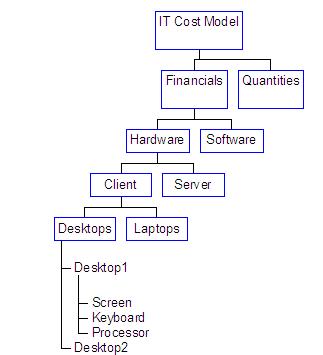 IT Cost Model
Financials Quantities
Hardware Software
Client Server
Desktops Laptops
Desktop1
Screen
Keyboard
Processor
Desktop2